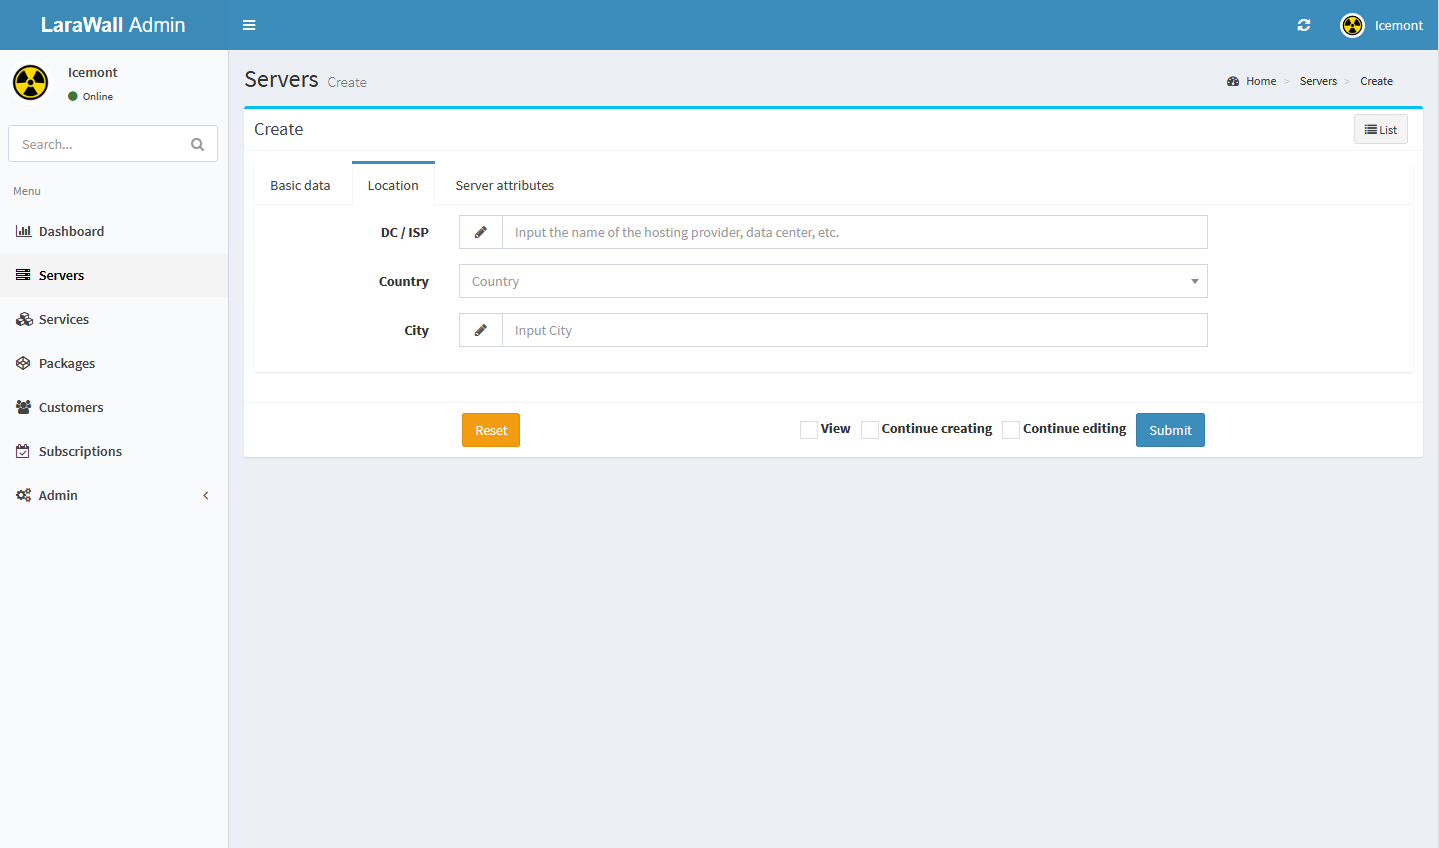 LaraWall Admin
Icemont
Icemont
Online
Search...
Menu
Dashboard
Servers
Services
Packages
Customers
Subscriptions
Admin
Servers Create
Home > Servers > Create
Create
List
Basic data Location Server attributes
DC / ISP Input the name of the hosting provider, data center, etc.
Country Country
City Input City
Reset View Continue creating Continue editing Submit